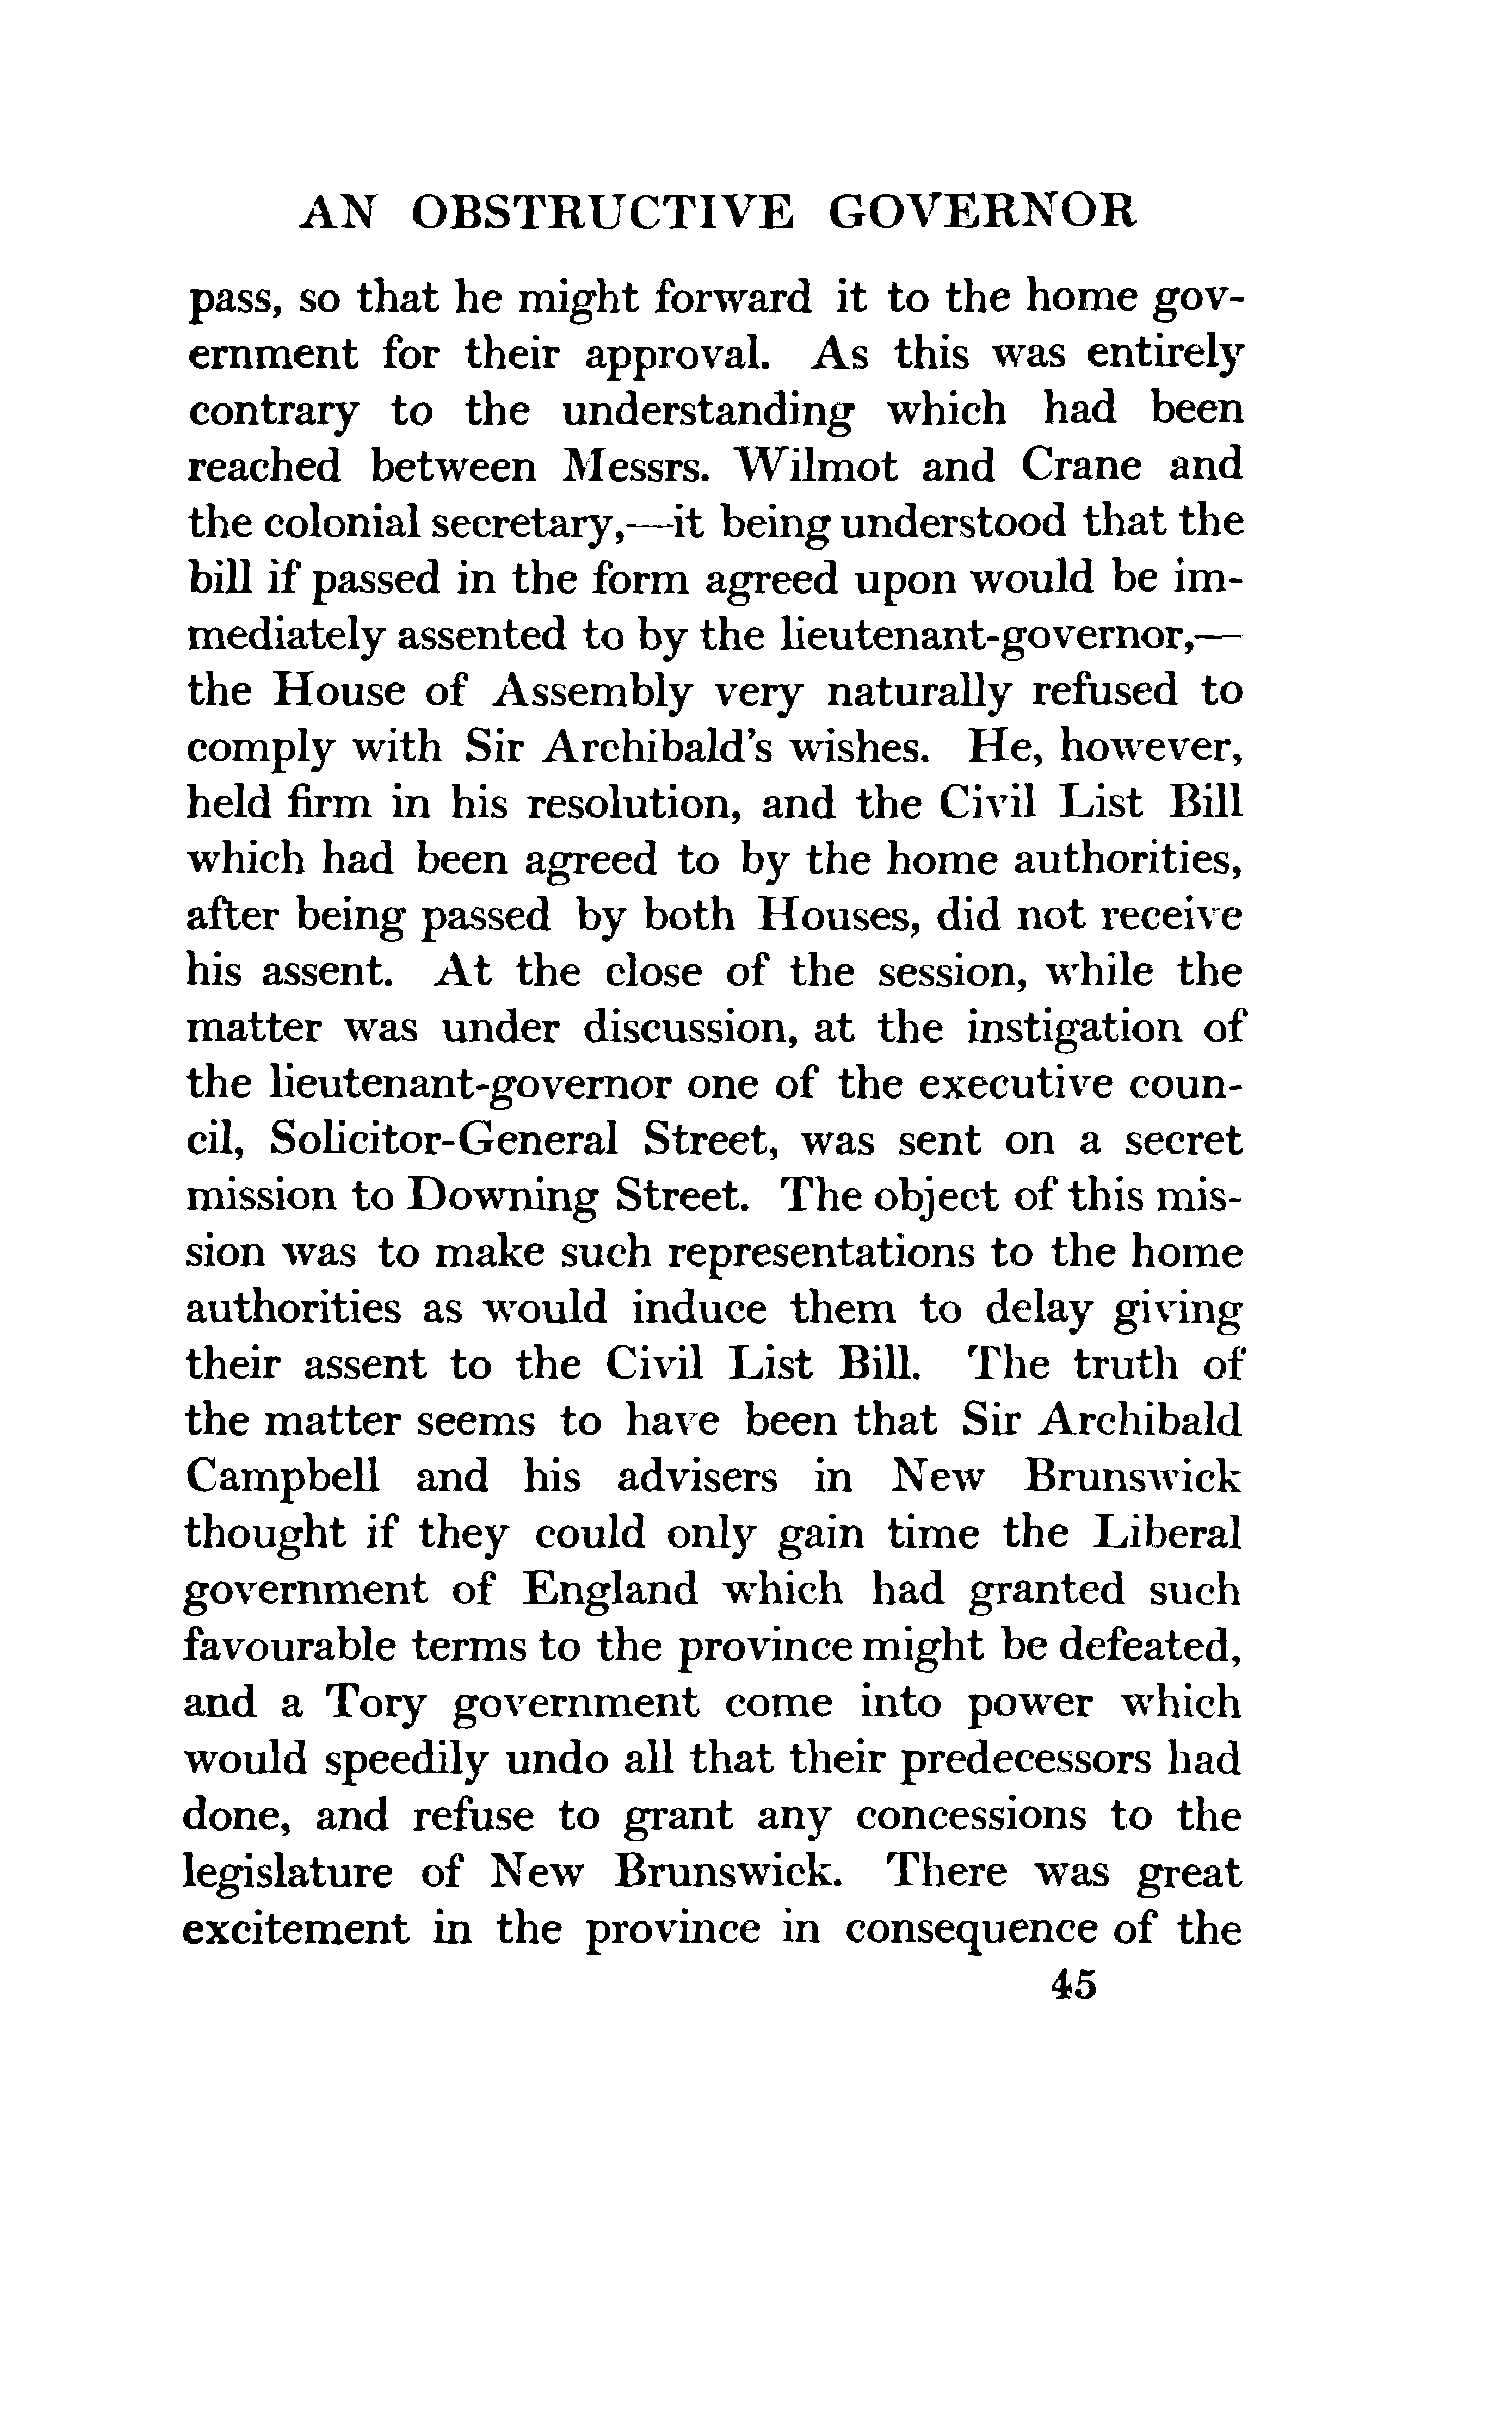 AN OBSTRUCTIVE GOVERNOR
pass, so that he might forward it to the home gov-
ernment for their approval. As this was entirely
contrary to the understanding which had been
reached between Messrs. Wilmot and Crane and
the colonial secretary,—it being understood that the
bill if passed in the form agreed upon would be im-
mediately assented to by the lieutenant-governor,—
the House of Assembly very naturally refused to
comply with Sir Archibald's wishes. He, however,
held firm in his resolution, and the Civil List Bill
which had been agreed to by the home authorities,
after being passed by both Houses, did not receive
his assent. At the close of the session, while the
matter was under discussion, at the instigation of
the lieutenant-governor one of the executive coun-
cil, Solicitor-General Street, was sent on a secret
mission to Downing Street. The object of this mis-
sion was to make such representations to the home
authorities as would induce them to delay giving
their assent to the Civil List Bill. The truth of
the matter seems to have been that Sir Archibald
Campbell and his advisers in New Brunswick
thought if they could only gain time the Liberal
government of England which had granted such
favourable terms to the province might be defeated,
and a Tory government come into power which
would speedily undo all that their predecessors had
done, and refuse to grant any concessions to the
legislature of New Brunswick. There was great
excitement in the province in consequence of the
45